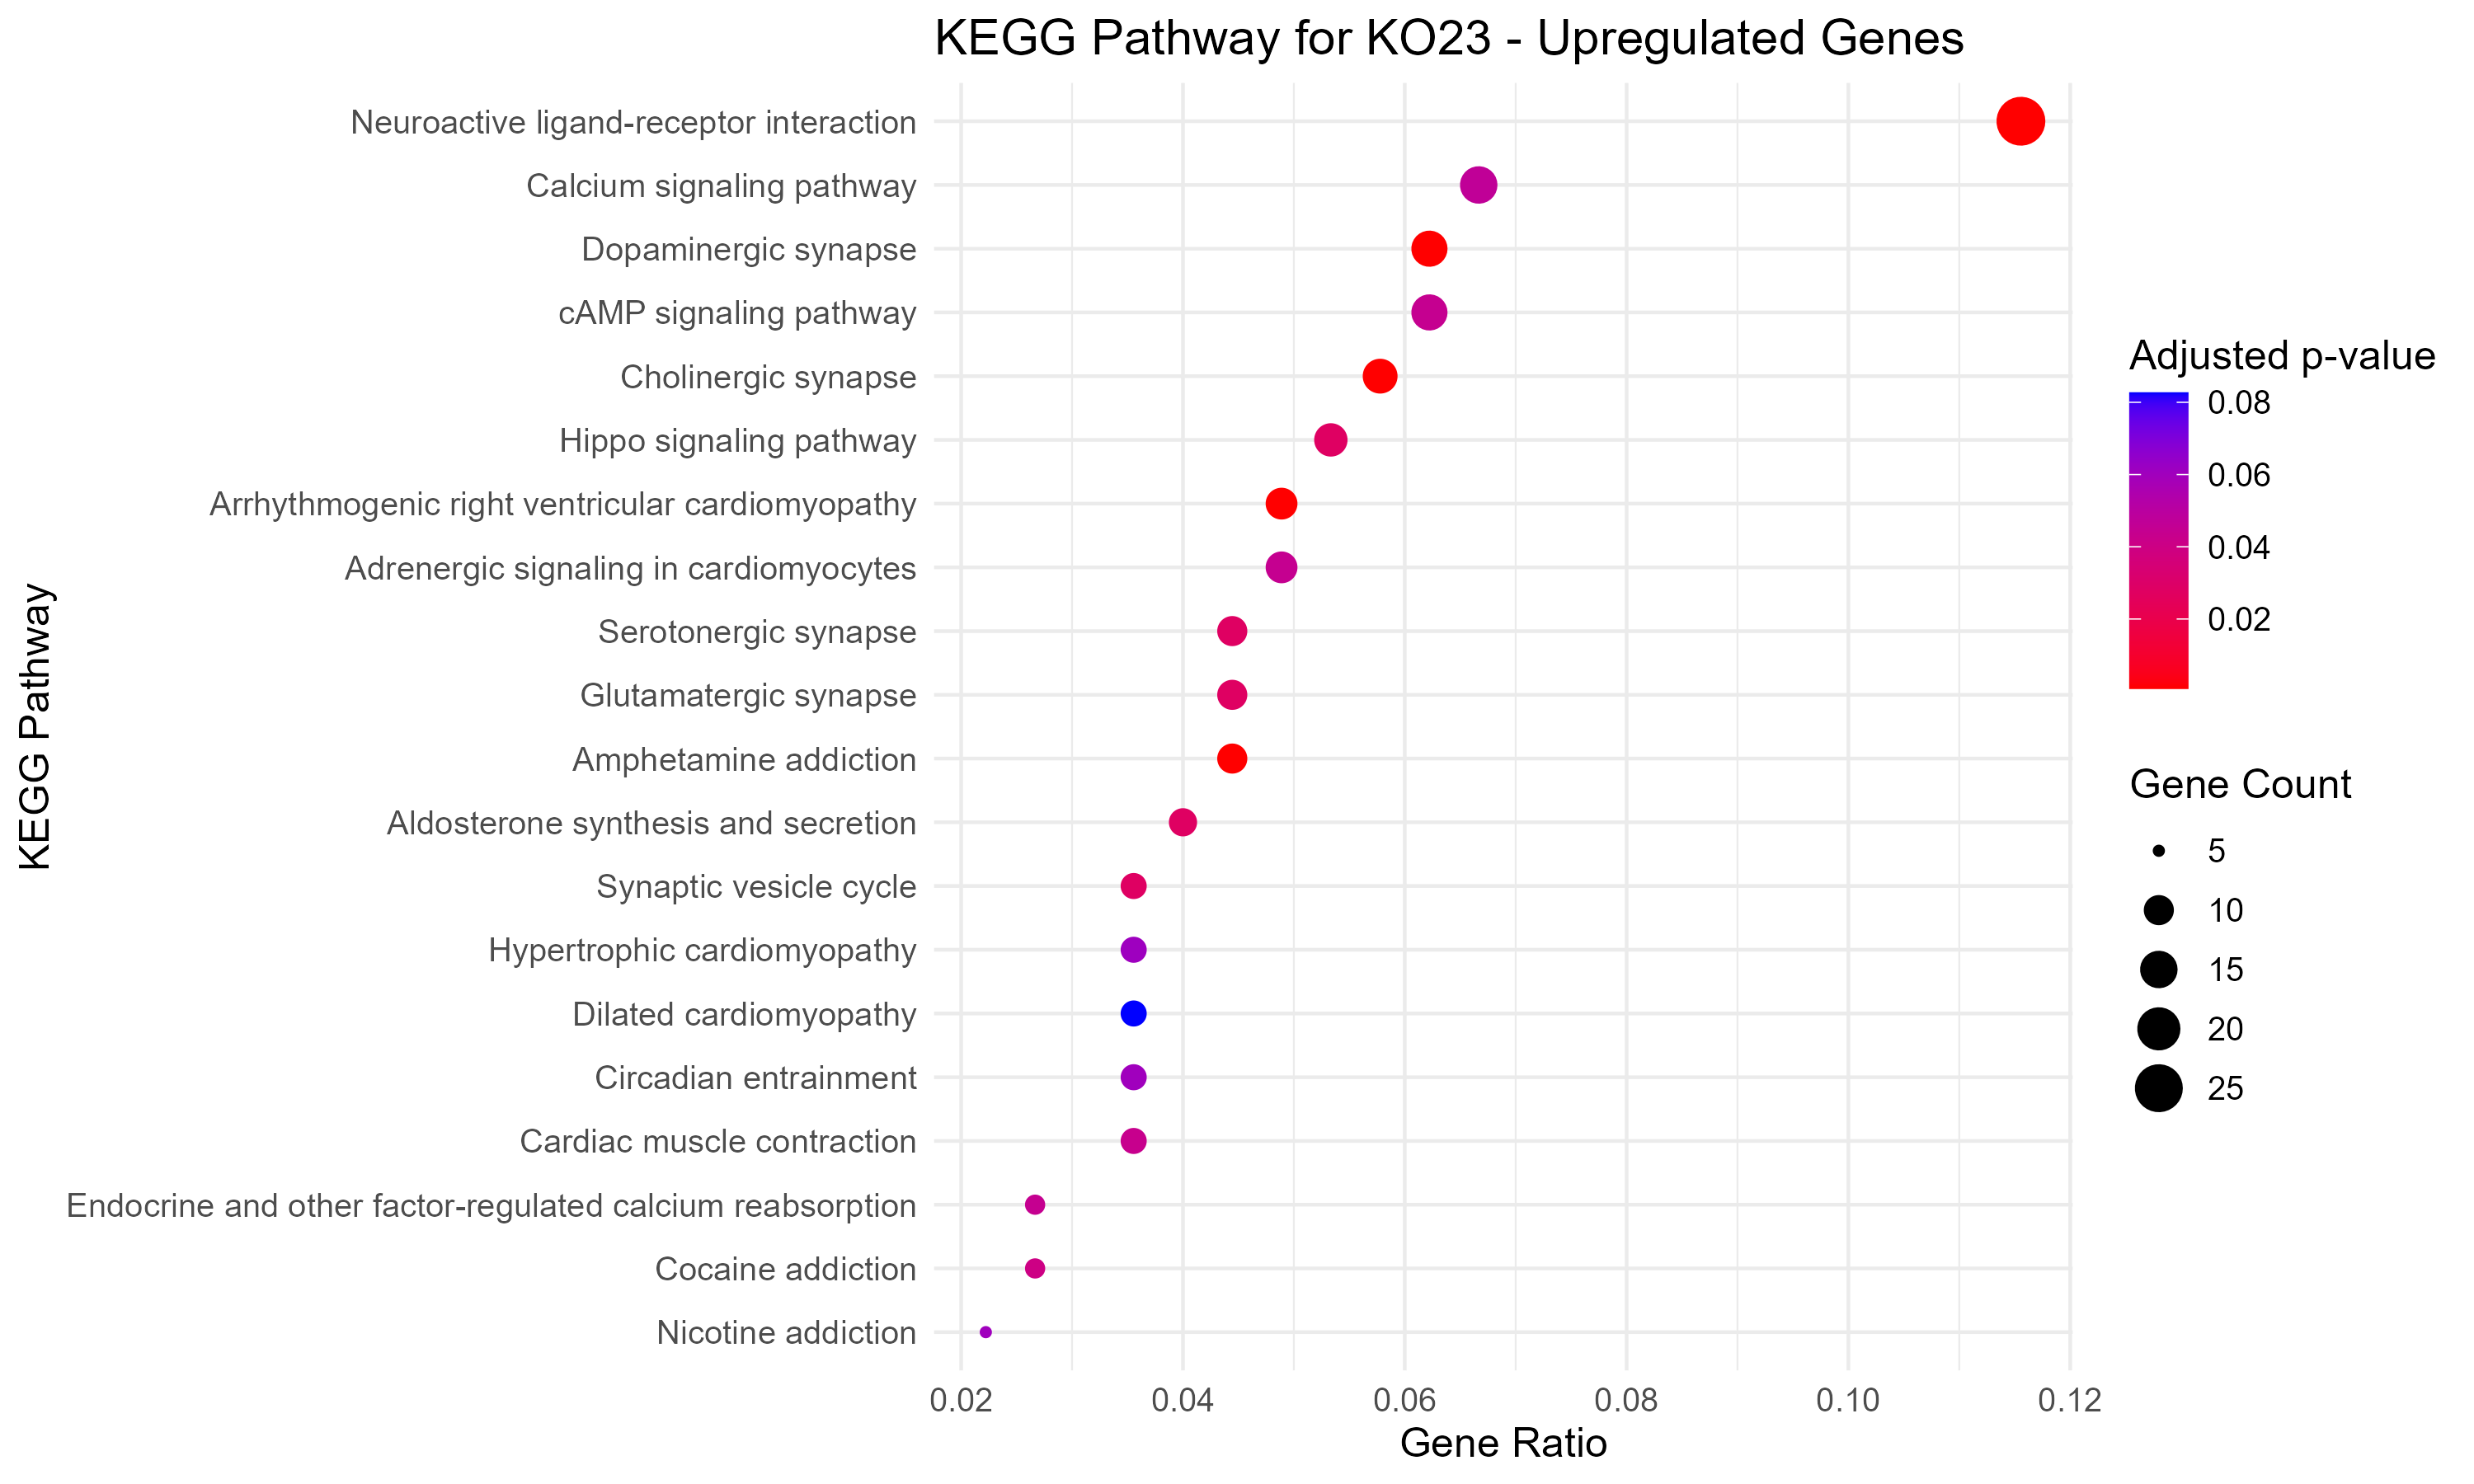 KEGG Pathway for KO23 - Upregulated Genes
KEGG Pathway
Neuroactive ligand-receptor interaction
Calcium signaling pathway
Dopaminergic synapse
cAMP signaling pathway
Cholinergic synapse
Hippo signaling pathway
Arrhythmogenic right ventricular cardiomyopathy
Adrenergic signaling in cardiomyocytes
Serotonergic synapse
Glutamatergic synapse
Amphetamine addiction
Aldosterone synthesis and secretion
Synaptic vesicle cycle
Hypertrophic cardiomyopathy
Dilated cardiomyopathy
Circadian entrainment
Cardiac muscle contraction
Endocrine and other factor-regulated calcium reabsorption
Cocaine addiction
Nicotine addiction
0.02 0.04 0.06 0.08 0.10 0.12
Gene Ratio
Adjusted p-value
0.08
0.06
0.04
0.02
Gene Count
5
10
15
20
25